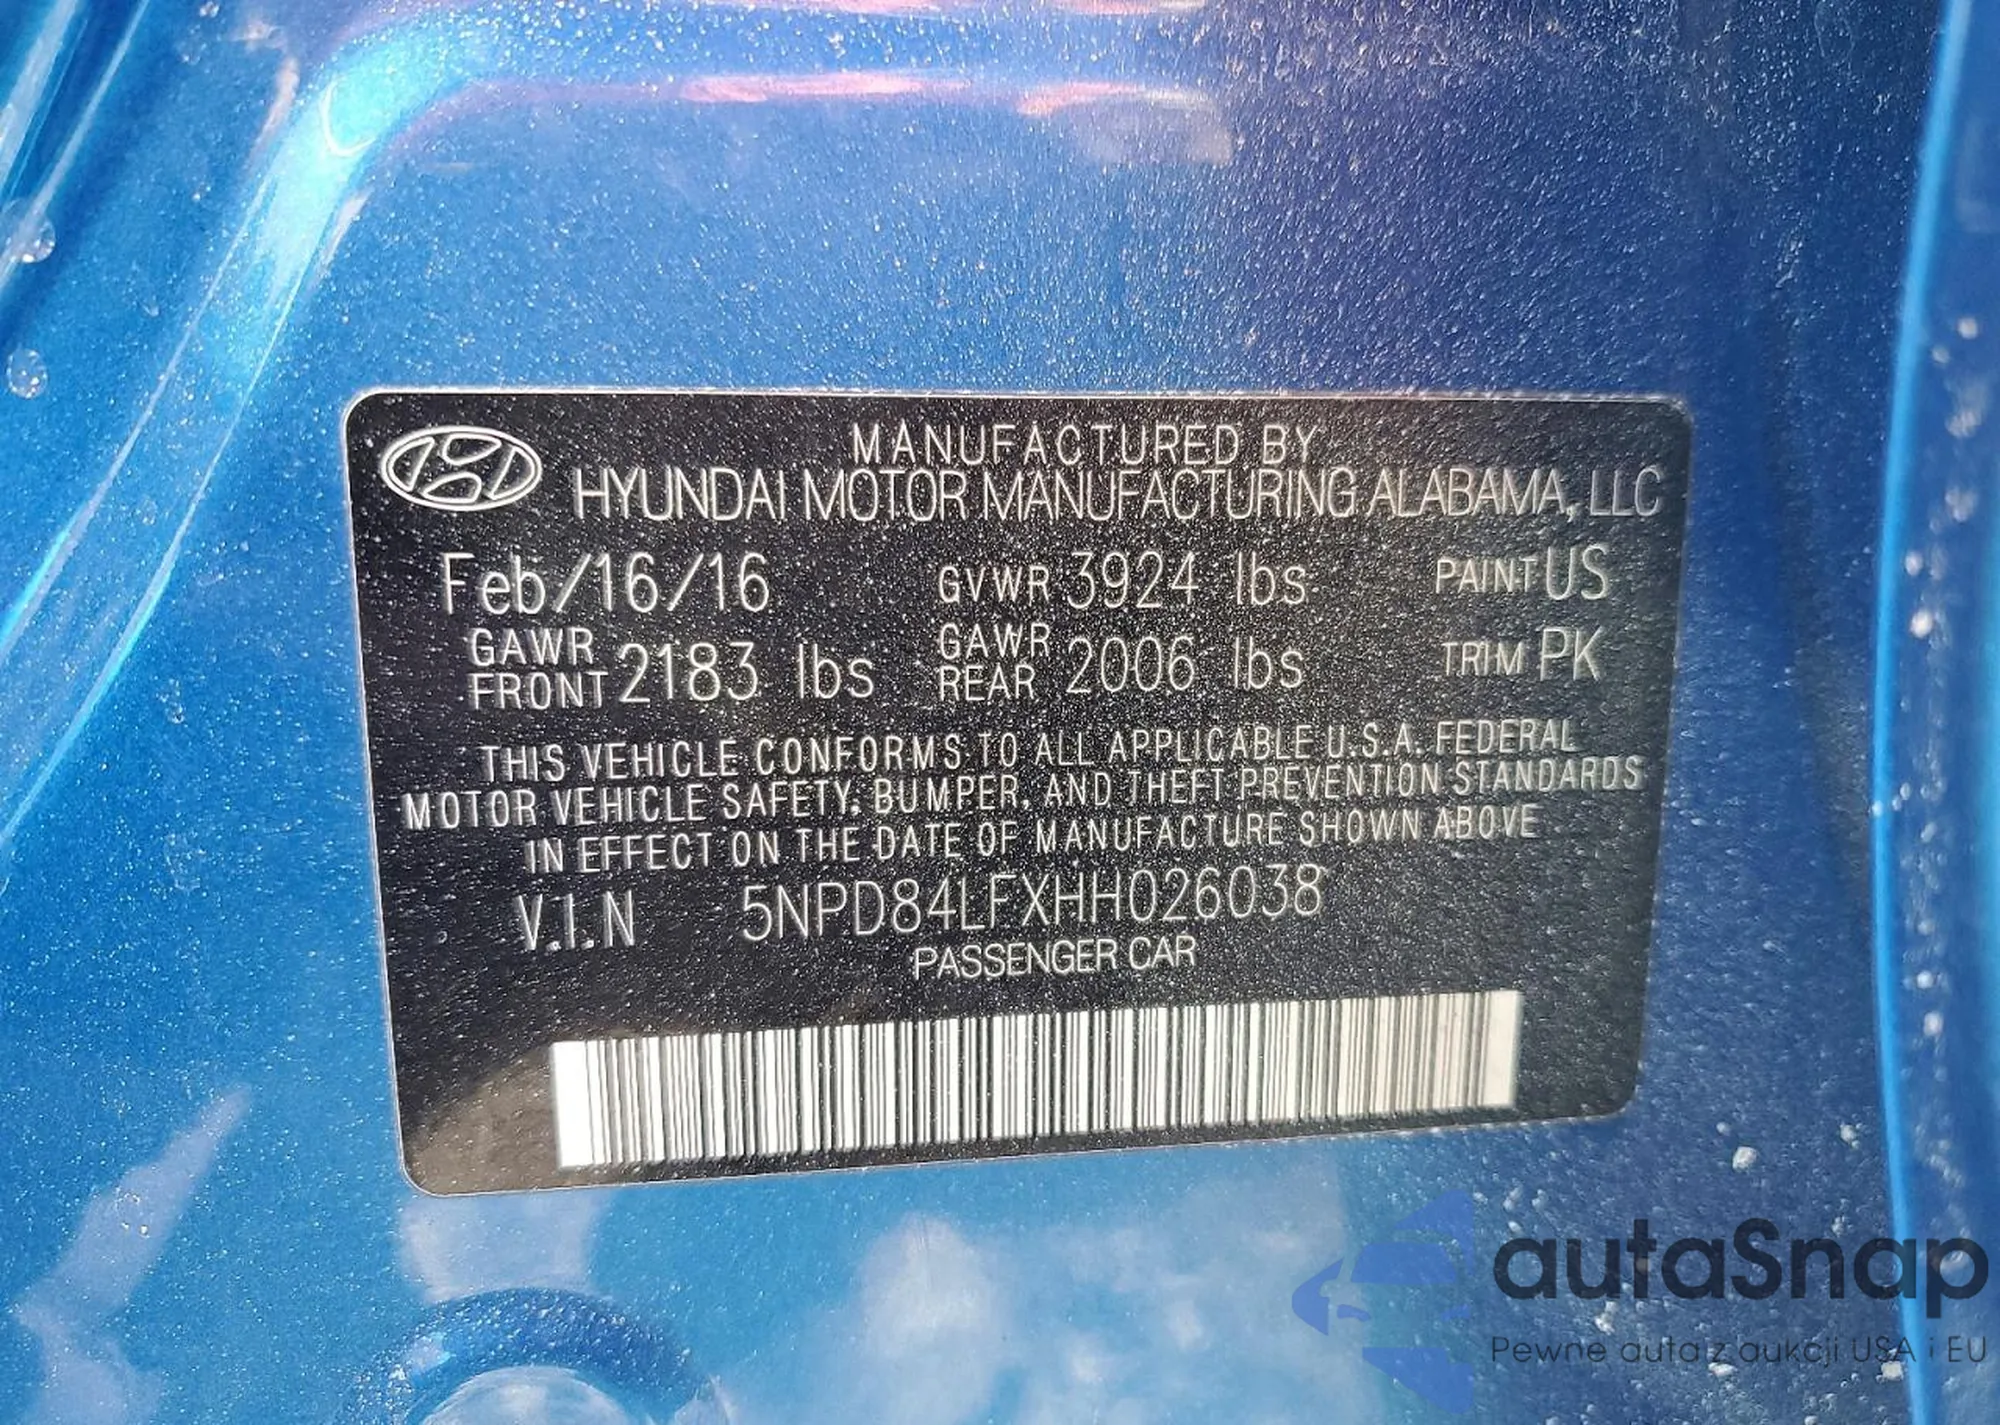 MANUFACTURED BY
HYUNDAI MOTOR MANUFACTURING ALABAMA, LLC
Feb/16/16 GVWR 3924 lbs PAINT US
GAWR FRONT 2183 lbs GAWR REAR 2006 lbs TRIM PK
THIS VEHICLE CONFORMS TO ALL APPLICABLE U.S.A. FEDERAL
MOTOR VEHICLE SAFETY, BUMPER, AND THEFT PREVENTION STANDARDS
IN EFFECT ON THE DATE OF MANUFACTURE SHOWN ABOVE
V.I.N 5NPD84LFXHH026038
PASSENGER CAR
autaSnap
Pewne auta z aukcji USA i EU